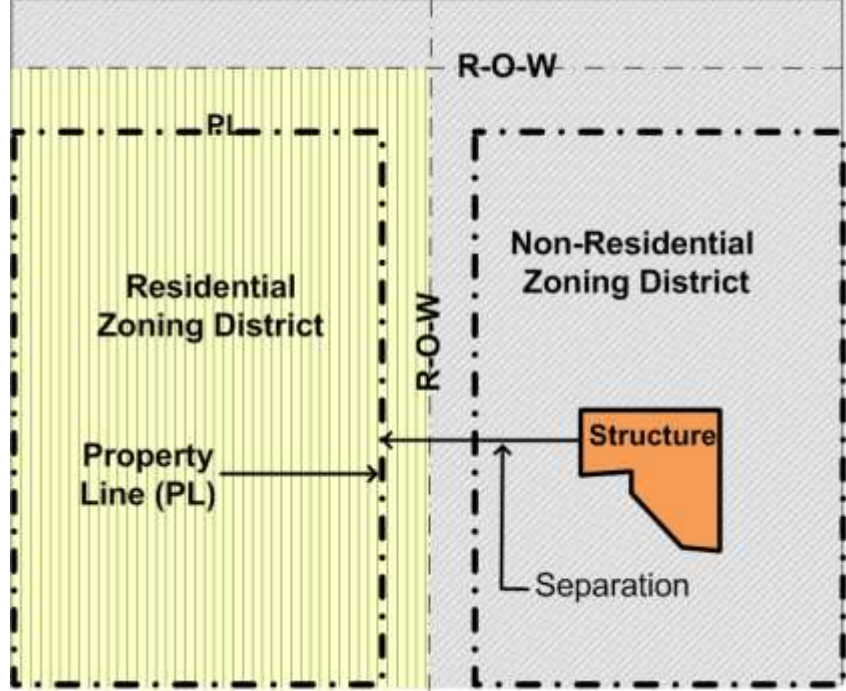 R-O-W
PL
Non-Residential
Zoning District
Residential
Zoning District
R-O-W
Structure
Property
Line (PL)
Separation